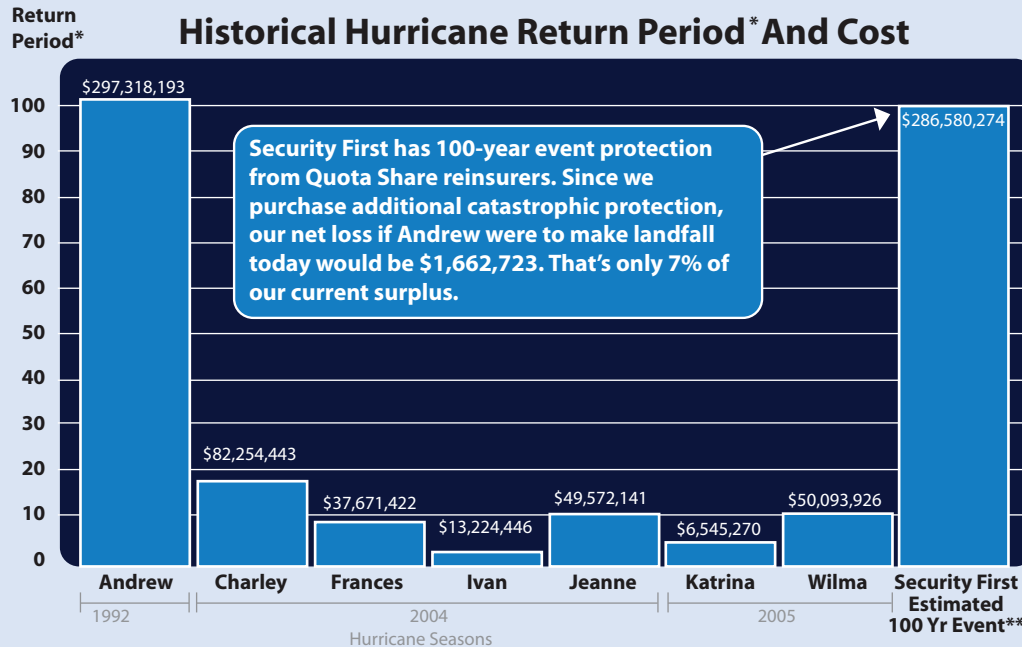 Return
Period*
Historical Hurricane Return Period* And Cost
100
90
80
70
60
50
40
30
20
10
0
$297,318,193
$82,254,443
$37,671,422
$13,224,446
$49,572,141
$6,545,270
$50,093,926
$286,580,274
Security First has 100-year event protection
from Quota Share reinsurers. Since we
purchase additional catastrophic protection,
our net loss if Andrew were to make landfall
today would be $1,662,723. That's only 7% of
our current surplus.
Andrew
Charley
Frances
Ivan
Jeanne
Katrina
Wilma
Security First
Estimated
100 Yr Event**
1992
2004
2005
Hurricane Seasons